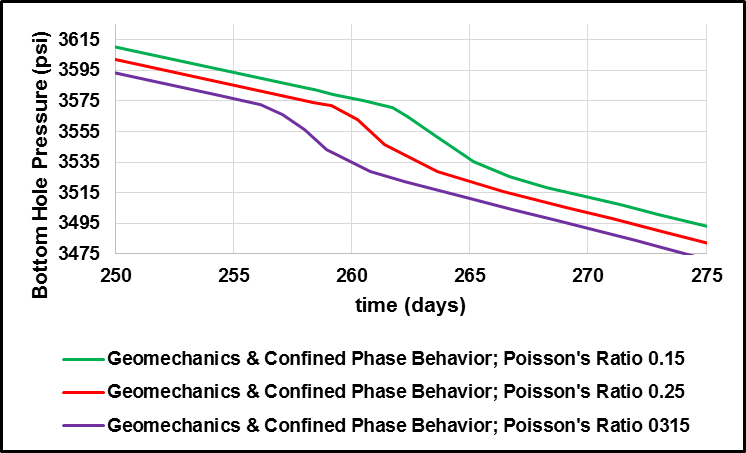 Bottom Hole Pressure (psi)
3615
3595
3575
3555
3535
3515
3495
3475
250 255 260 265 270 275
time (days)
Geomechanics & Confined Phase Behavior; Poisson's Ratio 0.15
Geomechanics & Confined Phase Behavior; Poisson's Ratio 0.25
Geomechanics & Confined Phase Behavior; Poisson's Ratio 0315